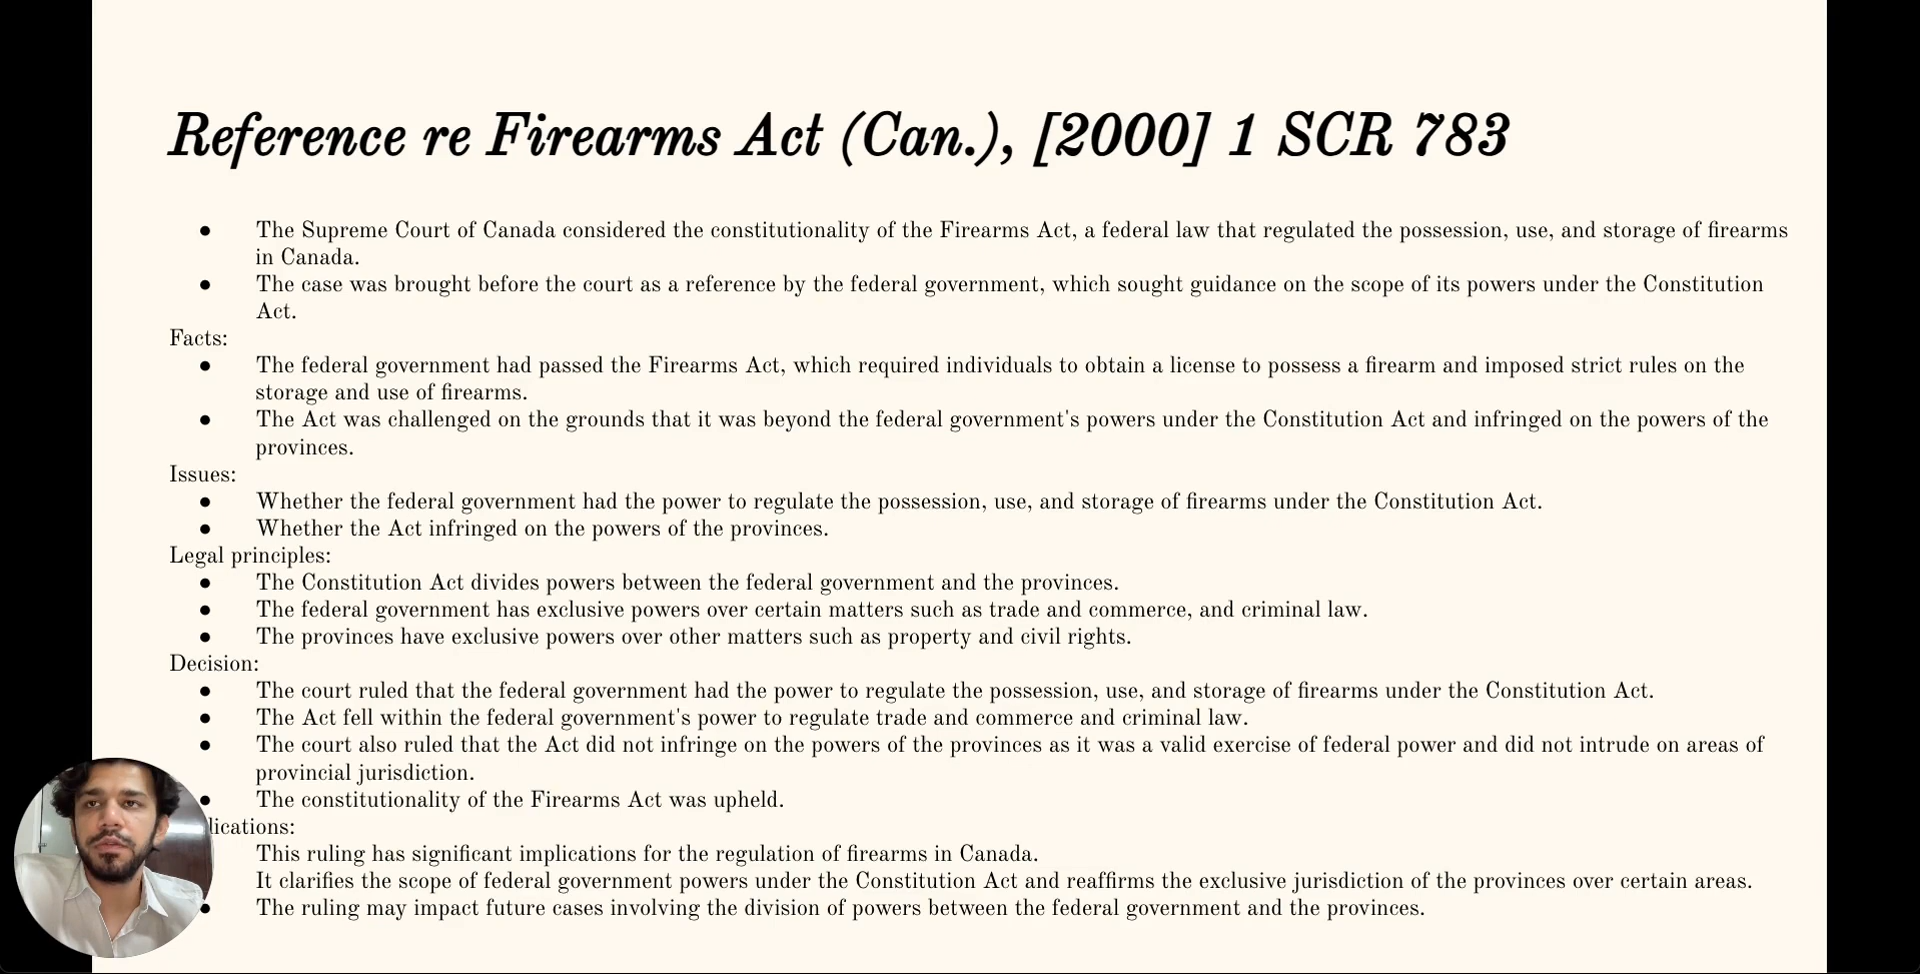 Reference re Firearms Act (Can.), [2000] 1 SCR 783
● The Supreme Court of Canada considered the constitutionality of the Firearms Act, a federal law that regulated the possession, use, and storage of firearms
in Canada.
● The case was brought before the court as a reference by the federal government, which sought guidance on the scope of its powers under the Constitution
Act.
Facts:
● The federal government had passed the Firearms Act, which required individuals to obtain a license to possess a firearm and imposed strict rules on the
storage and use of firearms.
● The Act was challenged on the grounds that it was beyond the federal government's powers under the Constitution Act and infringed on the powers of the
provinces.
Issues:
● Whether the federal government had the power to regulate the possession, use, and storage of firearms under the Constitution Act.
● Whether the Act infringed on the powers of the provinces.
Legal principles:
● The Constitution Act divides powers between the federal government and the provinces.
● The federal government has exclusive powers over certain matters such as trade and commerce, and criminal law.
● The provinces have exclusive powers over other matters such as property and civil rights.
Decision:
● The court ruled that the federal government had the power to regulate the possession, use, and storage of firearms under the Constitution Act.
● The Act fell within the federal government's power to regulate trade and commerce and criminal law.
● The court also ruled that the Act did not infringe on the powers of the provinces as it was a valid exercise of federal power and did not intrude on areas of
provincial jurisdiction.
● The constitutionality of the Firearms Act was upheld.
lications:
This ruling has significant implications for the regulation of firearms in Canada.
It clarifies the scope of federal government powers under the Constitution Act and reaffirms the exclusive jurisdiction of the provinces over certain areas.
● The ruling may impact future cases involving the division of powers between the federal government and the provinces.